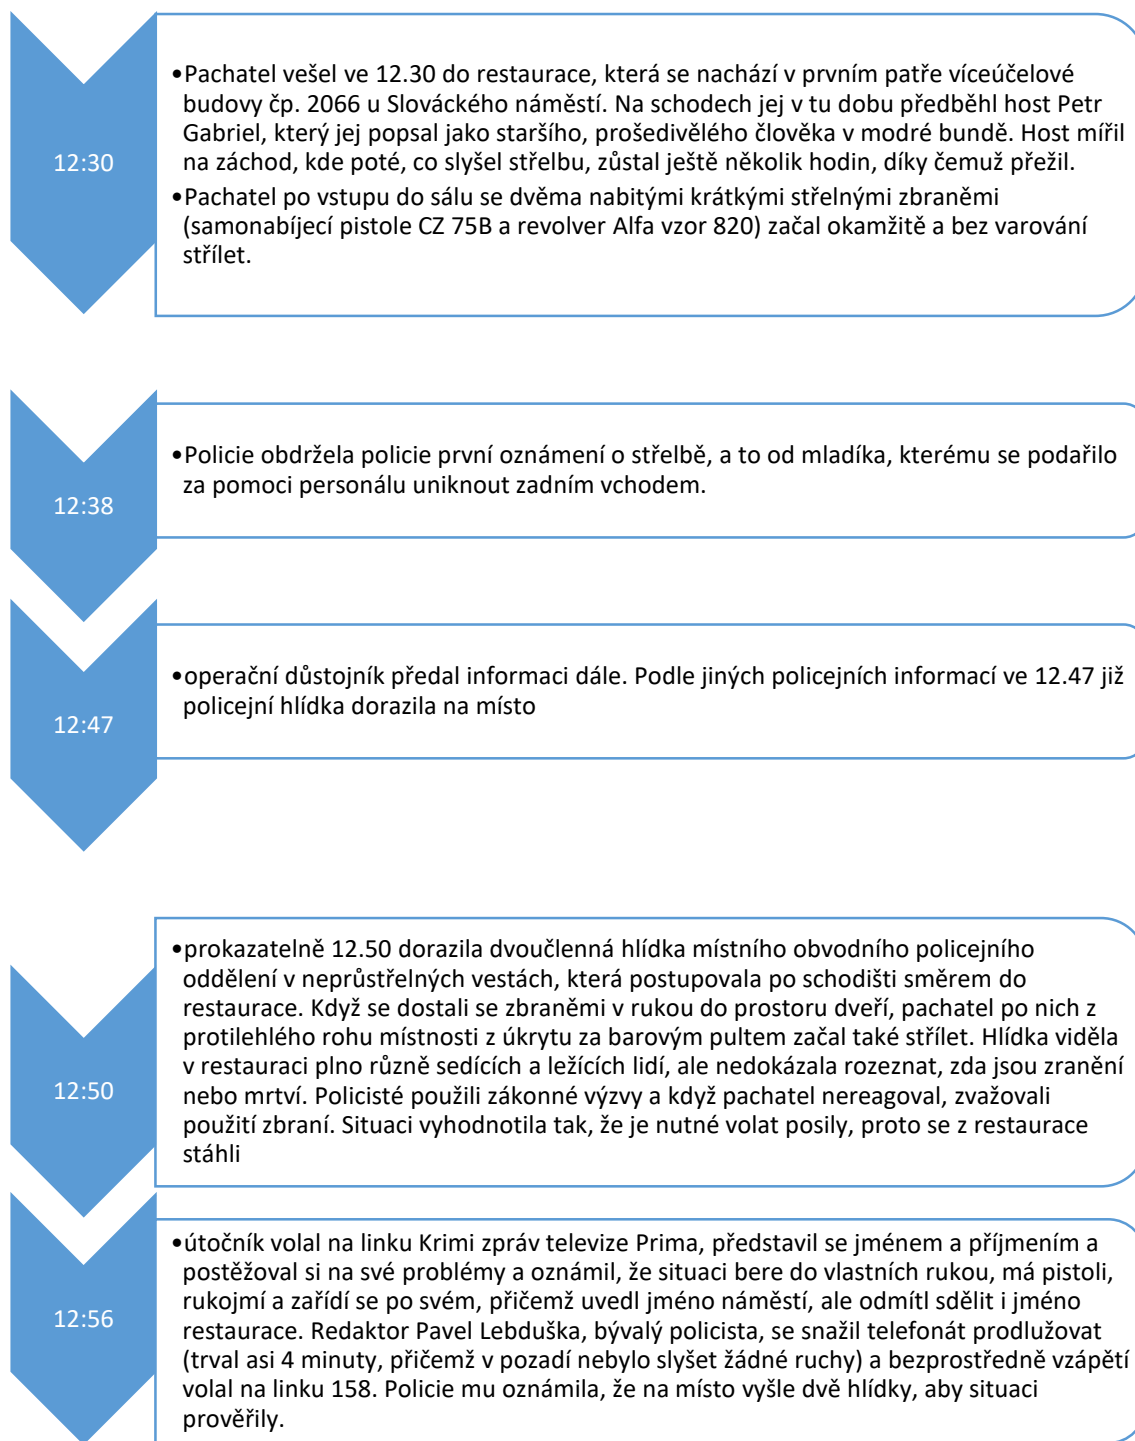 12:30
•Pachatel vešel ve 12.30 do restaurace, která se nachází v prvním patře víceúčelové
budovy čp. 2066 u Slováckého náměstí. Na schodech jej v tu dobu předběhl host Petr
Gabriel, který jej popsal jako staršího, prošedivělého člověka v modré bundě. Host mířil
na záchod, kde poté, co slyšel střelbu, zůstal ještě několik hodin, díky čemuž přežil.
•Pachatel po vstupu do sálu se dvěma nabitými krátkými střelnými zbraněmi
(samonabíjecí pistole CZ 75B a revolver Alfa vzor 820) začal okamžitě a bez varování
střílet.
12:38
•Policie obdržela policie první oznámení o střelbě, a to od mladíka, kterému se podařilo
za pomoci personálu uniknout zadním vchodem.
12:47
•operační důstojník předal informaci dále. Podle jiných policejních informací ve 12.47 již
policejní hlídka dorazila na místo
12:50
•prokazatelně 12.50 dorazila dvoučlenná hlídka místního obvodního policejního
oddělení v neprůstřelných vestách, která postupovala po schodišti směrem do
restaurace. Když se dostali se zbraněmi v rukou do prostoru dveří, pachatel po nich z
protilehlého rohu místnosti z úkrytu za barovým pultem začal také střílet. Hlídka viděla
v restauraci plno různě sedících a ležících lidí, ale nedokázala rozeznat, zda jsou zranění
nebo mrtví. Policisté použili zákonné výzvy a když pachatel nereagoval, zvažovali
použití zbraní. Situaci vyhodnotila tak, že je nutné volat posily, proto se z restaurace
stáhli
12:56
•útočník volal na linku Krimi zpráv televize Prima, představil se jménem a příjmením a
postěžoval si na své problémy a oznámil, že situaci bere do vlastních rukou, má pistoli,
rukojmí a zařídí se po svém, přičemž uvedl jméno náměstí, ale odmítl sdělit i jméno
restaurace. Redaktor Pavel Lebduška, bývalý policista, se snažil telefonát prodlužovat
(trval asi 4 minuty, přičemž v pozadí nebylo slyšet žádné ruchy) a bezprostředně vzápětí
volal na linku 158. Policie mu oznámila, že na místo vyšle dvě hlídky, aby situaci
prověřily.